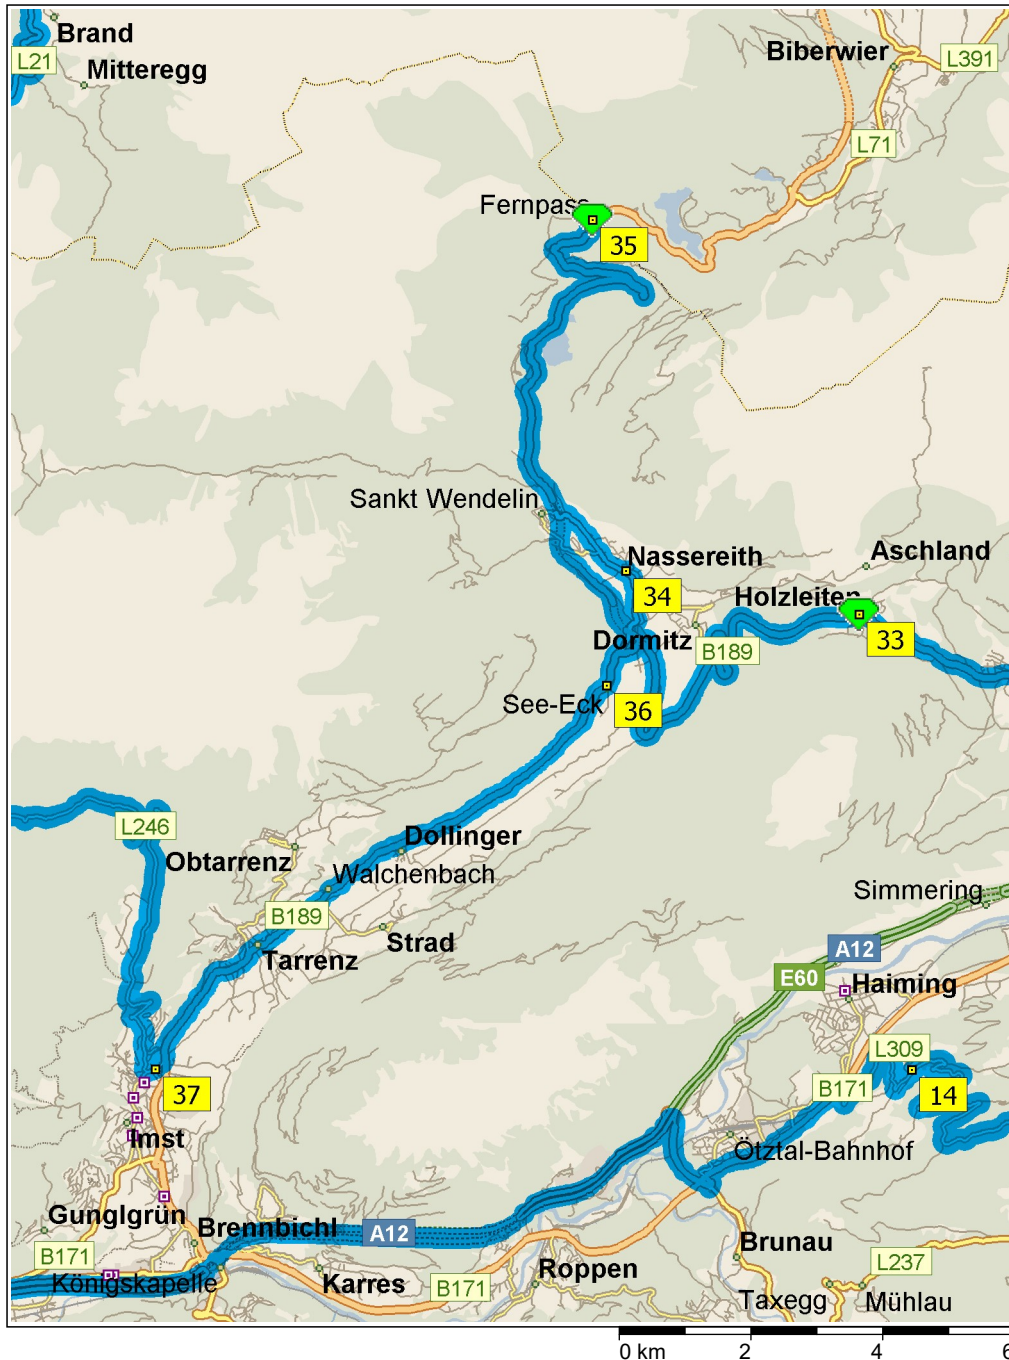 Brand
L21
Mitteregg
Biberwier
L391
L71
Fernpass
35
Sankt Wendelin
Nassereith
Aschland
34
Holzleiten
33
Dormitz
B189
See-Eck
36
L246
Dollinger
Obtarrenz
Walchenbach
Simmering
B189
Strad
A12
Tarrenz
E60
Haiming
L309
37
B171
14
Imst
Ötztal-Bahnhof
Gunglgrün
Brennbichl
A12
B171
Brunau
Königskapelle
Karres
B171
Roppen
L237
Taxegg
Mühlau
0 km 2 4 6